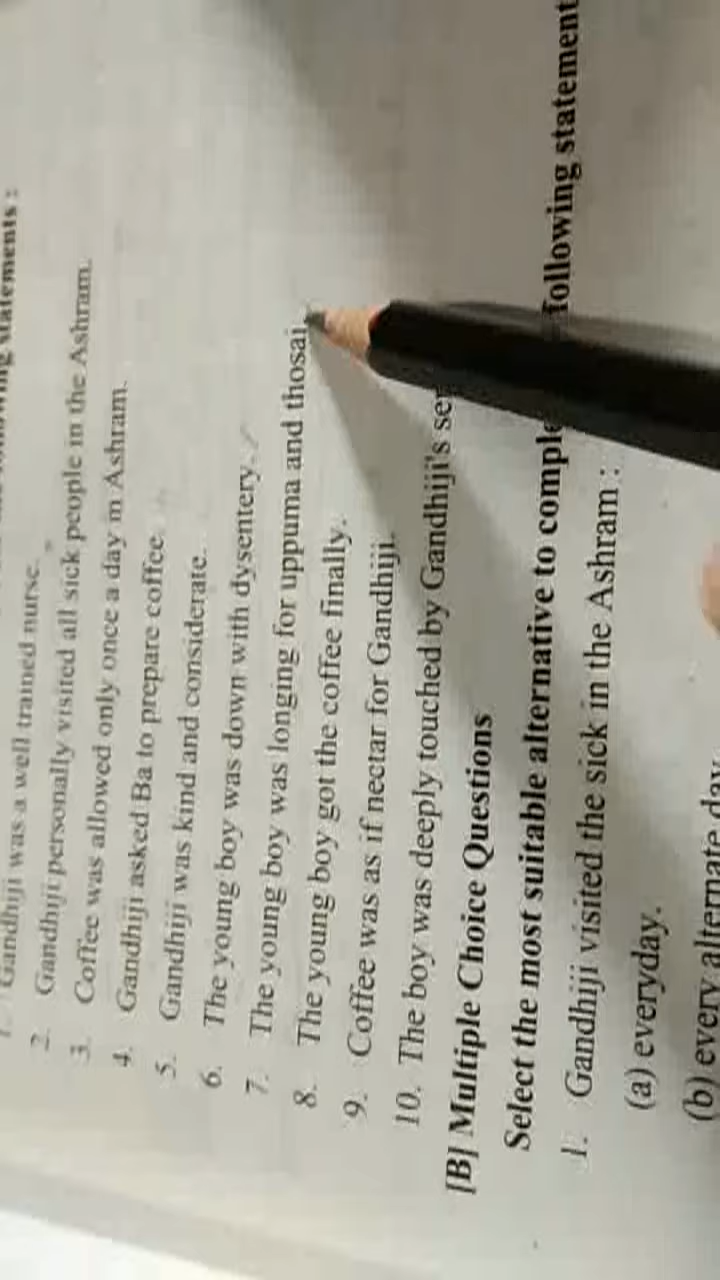 wing statements :
1. Gandhiji was a well trained nurse.
2. Gandhiji personally visited all sick people in the Ashram.
3. Coffee was allowed only once a day in Ashram.
4. Gandhiji asked Ba to prepare coffee.
5. Gandhiji was kind and considerate.
6. The young boy was down with dysentery.
7. The young boy was longing for uppuma and thosai.
8. The young boy got the coffee finally.
9. Coffee was as if nectar for Gandhiji.
10. The boy was deeply touched by Gandhiji's ser
[B] Multiple Choice Questions
Select the most suitable alternative to comple following statement
1. Gandhiji visited the sick in the Ashram :
(a) everyday.
(b) every alternate day